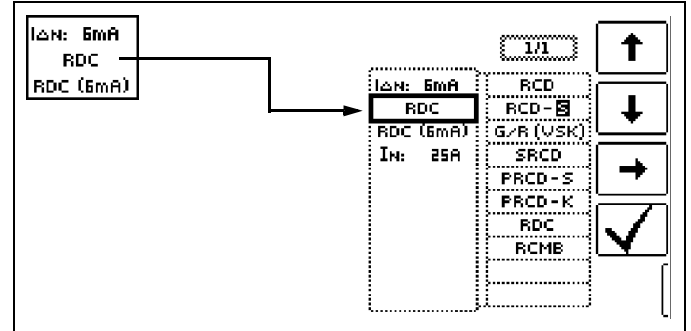 I∆N: 6mA
RDC
RDC (6mA)
1/1
I∆N: 6mA
RDC
RDC (6mA)
IN: 25A
RCD
RCD-S
G/R (VSK)
SRCD
PRCD-S
PRCD-K
RDC
RCMB